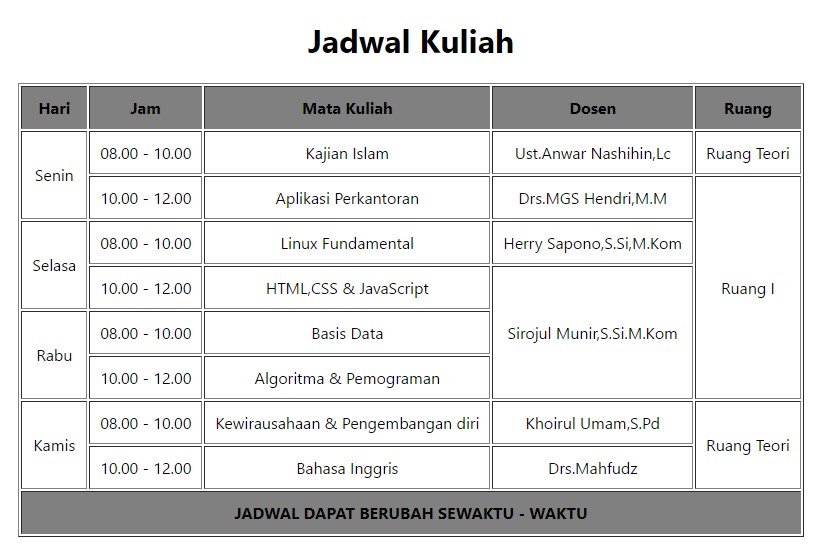 Jadwal Kuliah
Hari Jam Mata Kuliah Dosen Ruang
Senin 08.00 - 10.00 Kajian Islam Ust.Anwar Nashihin,Lc Ruang Teori
10.00 - 12.00 Aplikasi Perkantoran Drs.MGS Hendri,M.M
Selasa 08.00 - 10.00 Linux Fundamental Herry Sapono,S.Si,M.Kom
10.00 - 12.00 HTML,CSS & JavaScript Sirojul Munir,S.Si.M.Kom Ruang I
Rabu 08.00 - 10.00 Basis Data
10.00 - 12.00 Algoritma & Pemograman
Kamis 08.00 - 10.00 Kewirausahaan & Pengembangan diri Khoirul Umam,S.Pd Ruang Teori
10.00 - 12.00 Bahasa Inggris Drs.Mahfudz
JADWAL DAPAT BERUBAH SEWAKTU - WAKTU